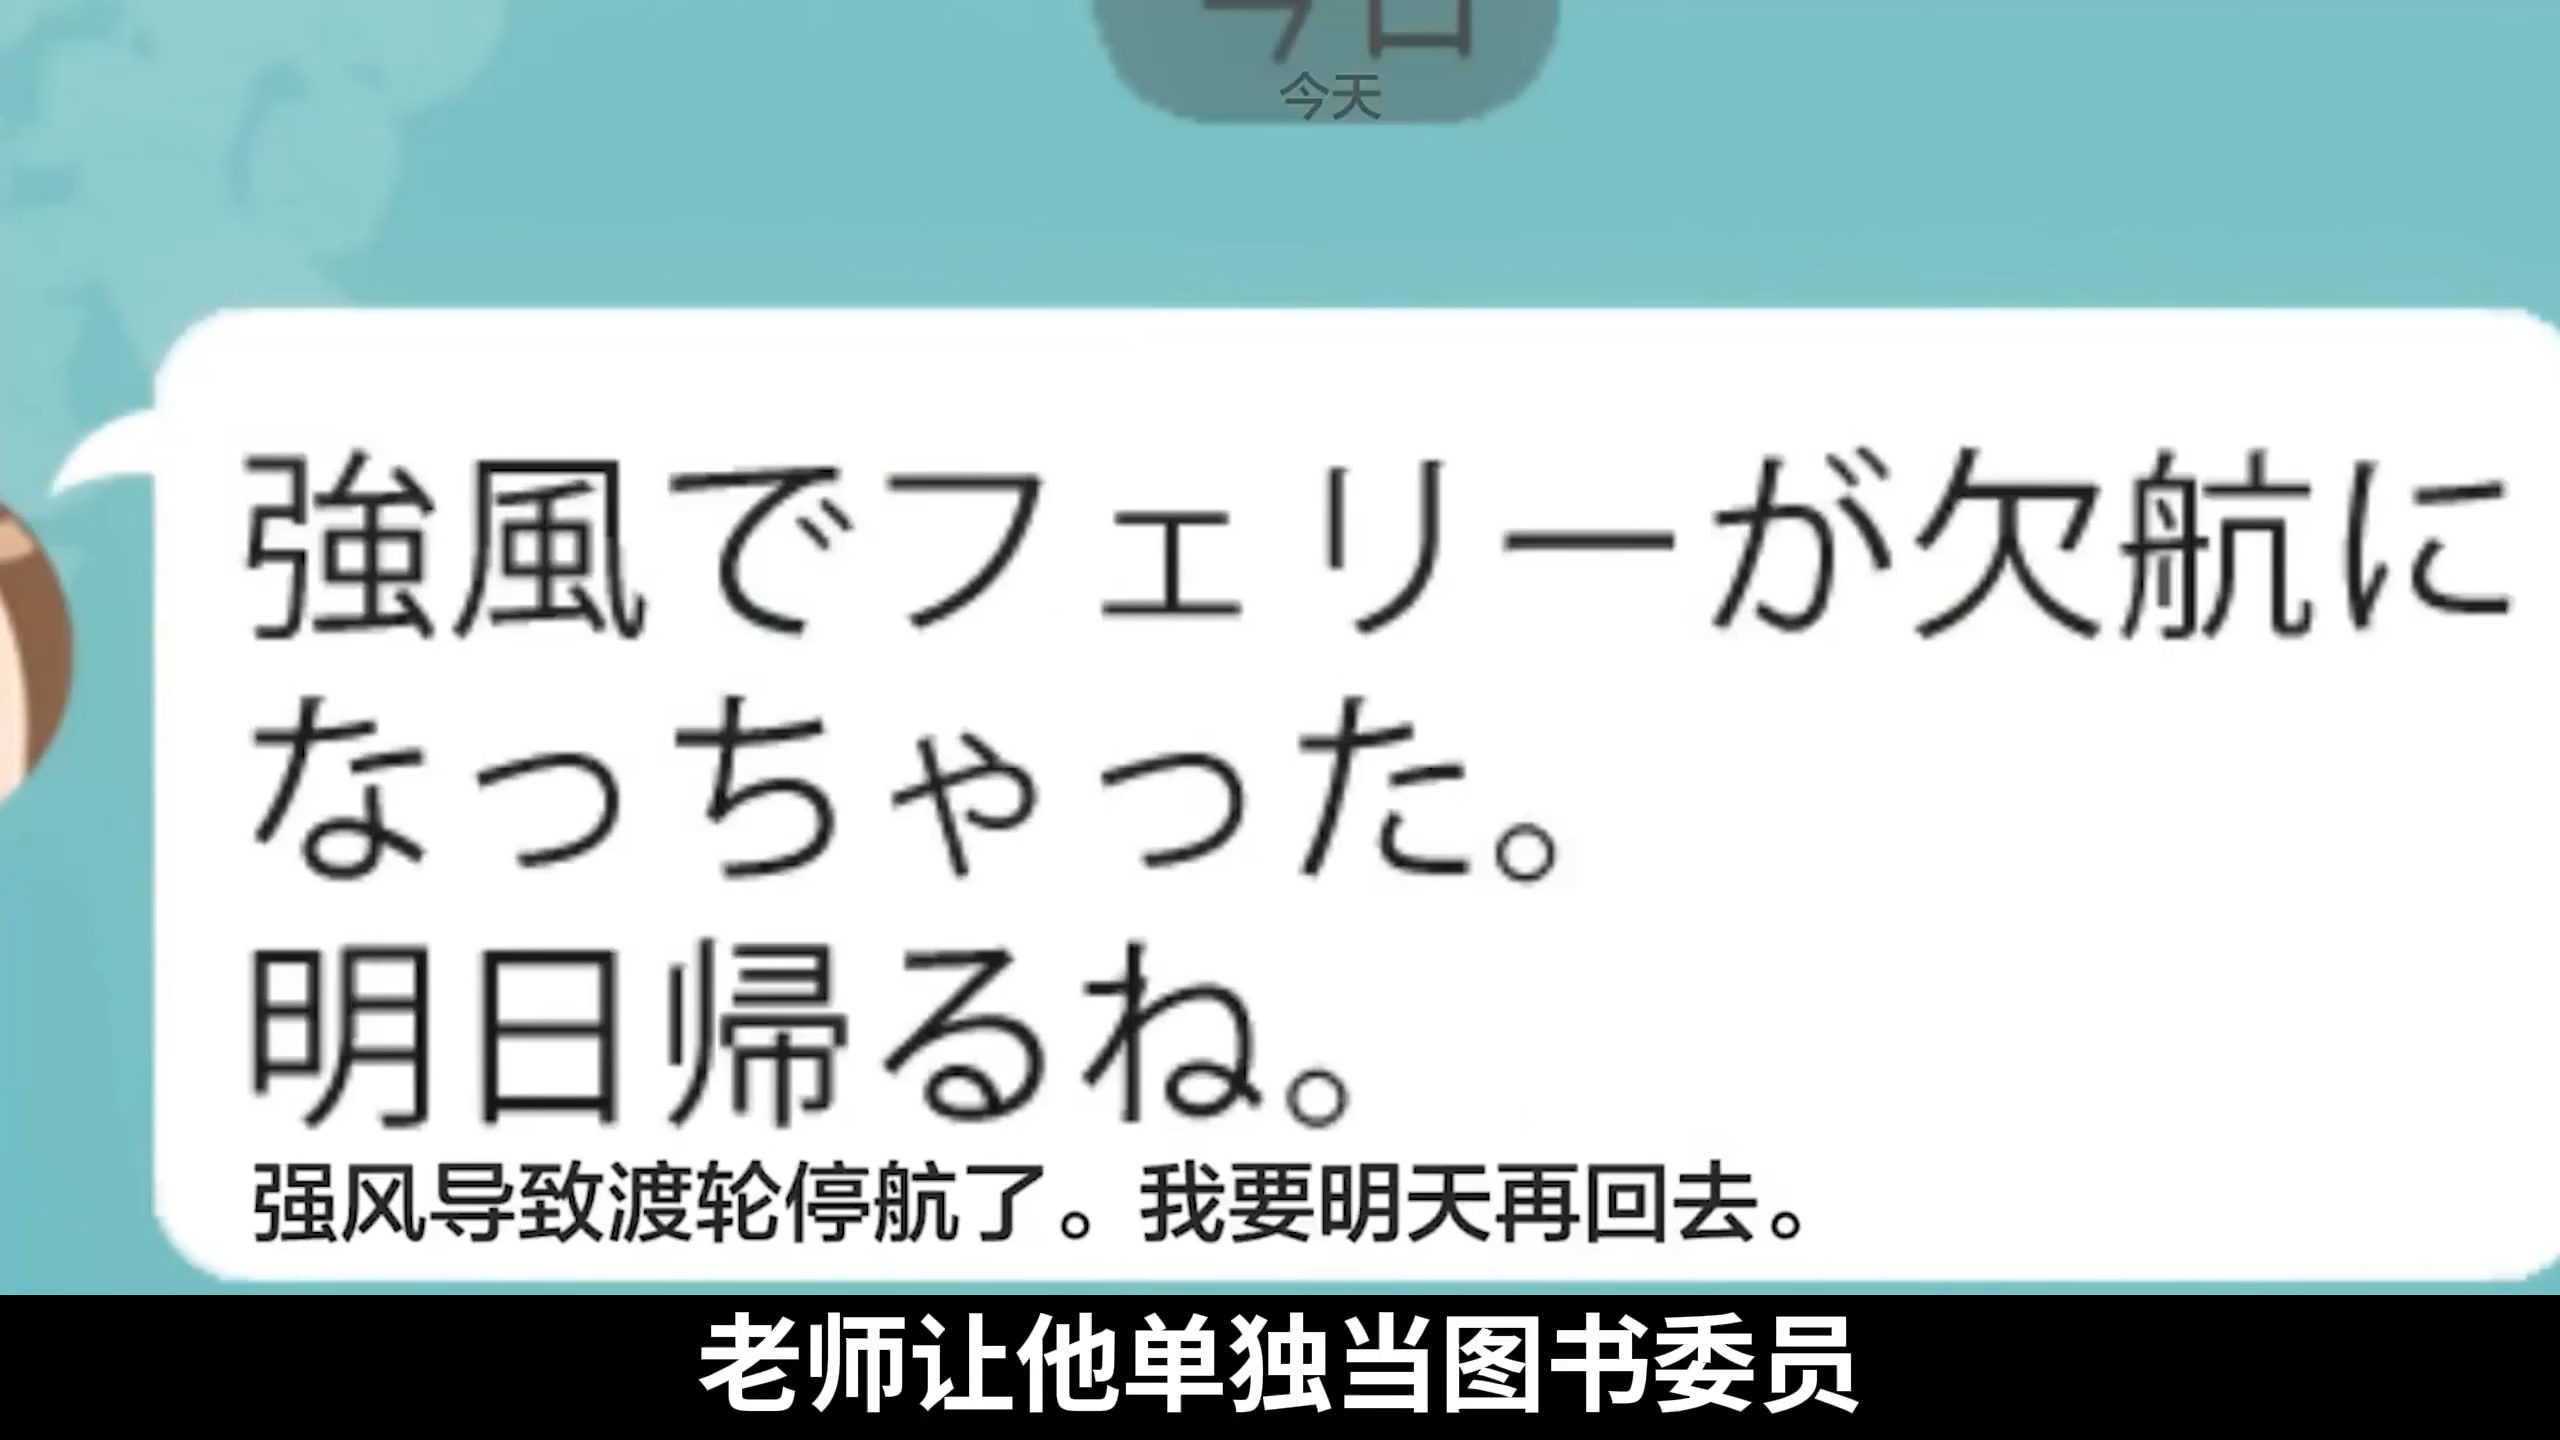 今日
今天
強風でフェリーが欠航に
なっちゃった。
明日帰るね。
强风导致渡轮停航了。我要明天再回去。
老师让他单独当图书委员